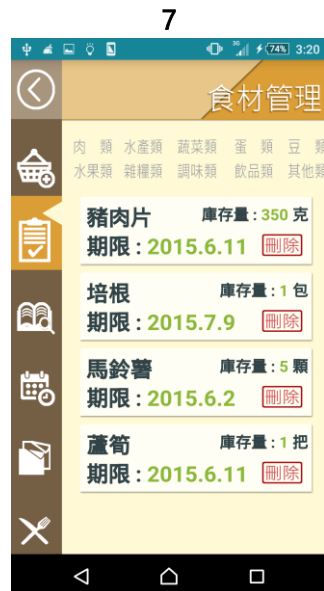 7
3G 74% 3:20
食材管理
肉 類 水產類 蔬菜類 蛋 類 豆 類
水果類 雜糧類 調味類 飲品類 其他類
豬肉片 庫存量:350 克
期限:2015.6.11 刪除
培根 庫存量:1 包
期限:2015.7.9 刪除
馬鈴薯 庫存量:5 顆
期限:2015.6.2 刪除
蘆筍 庫存量:1 把
期限:2015.6.11 刪除